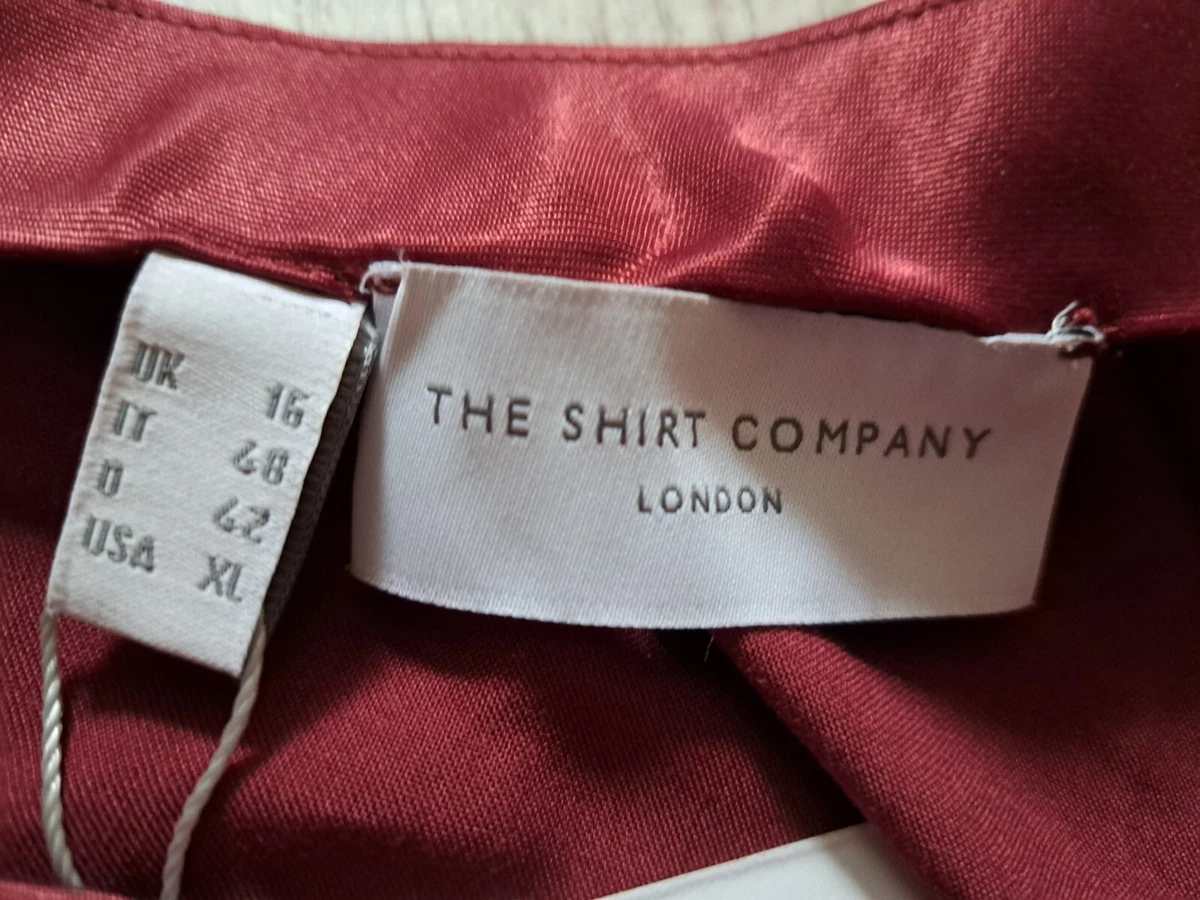 UK 16
IT 48
D 42
USA XL
THE SHIRT COMPANY
LONDON